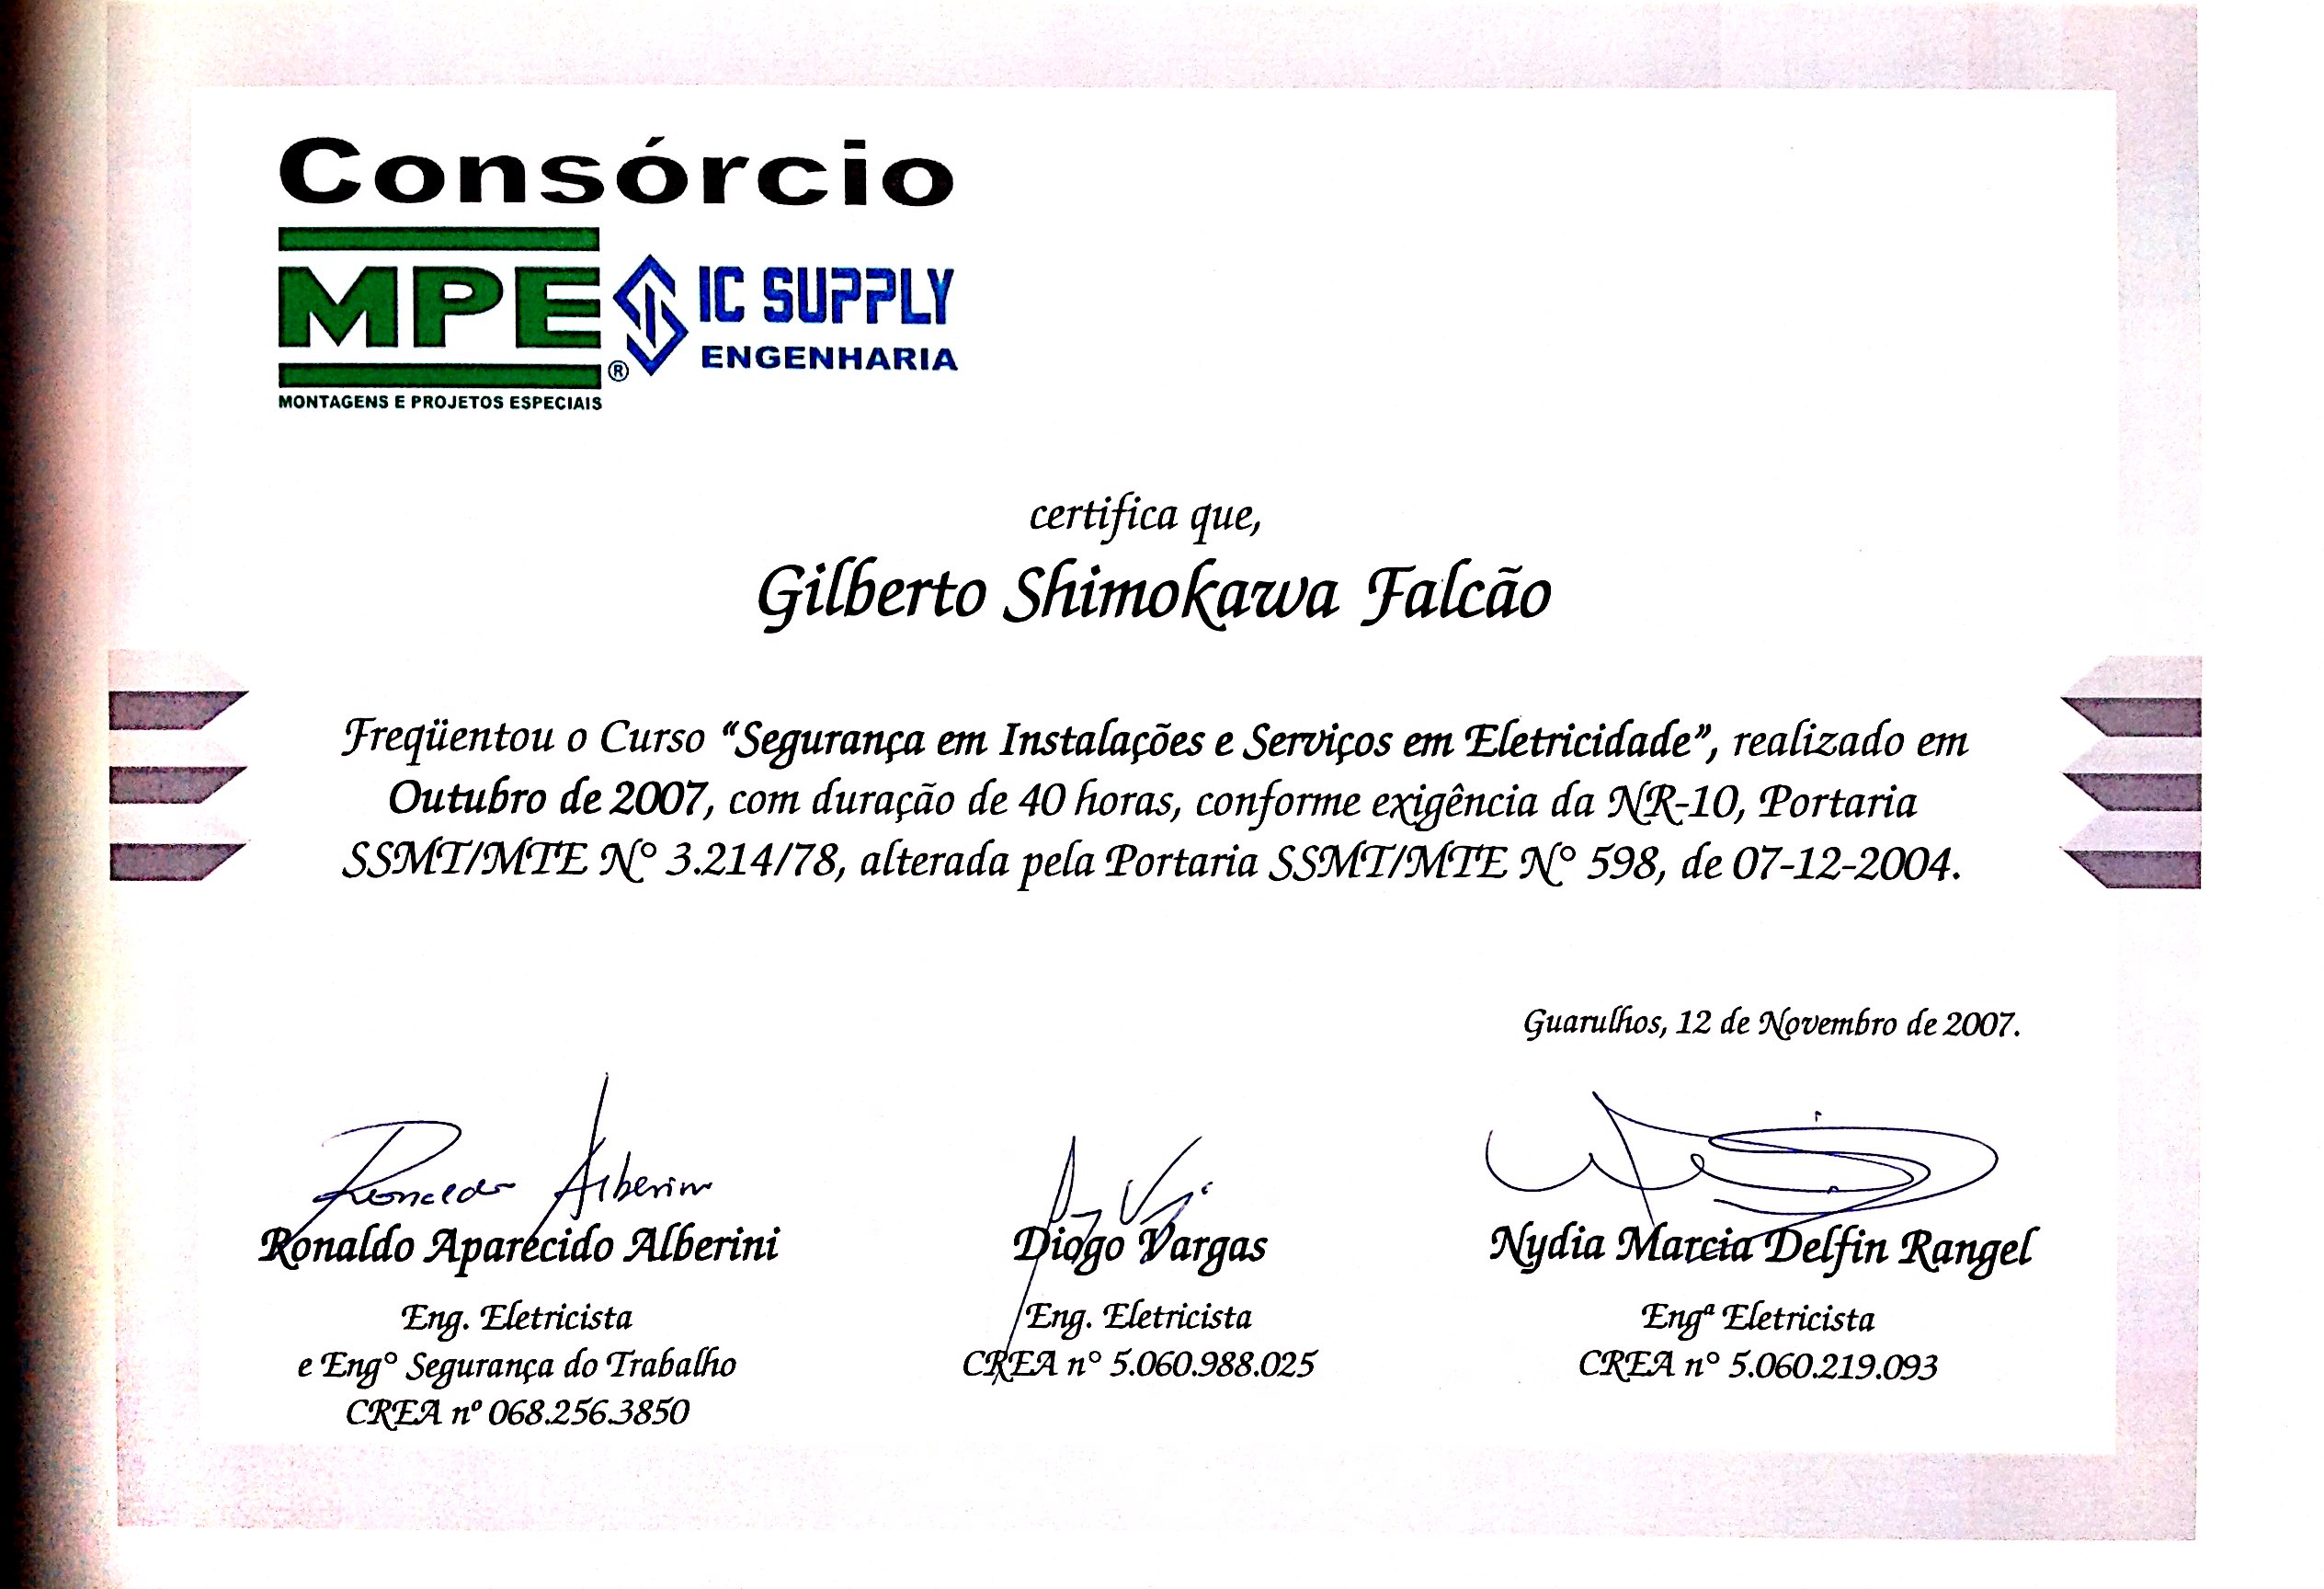 Consórcio
MPE ® IC SUPPLY
ENGENHARIA
MONTAGENS E PROJETOS ESPECIAIS
certifica que,
Gilberto Shimokawa Falcão
Freqüentou o Curso “Segurança em Instalações e Serviços em Eletricidade”, realizado em
Outubro de 2007, com duração de 40 horas, conforme exigência da NR-10, Portaria
SSMT/MTE N° 3.214/78, alterada pela Portaria SSMT/MTE N° 598, de 07-12-2004.
Guarulhos, 12 de Novembro de 2007.
Ronaldo Alberini
Ronaldo Aparecido Alberini
Eng. Eletricista
e Eng° Segurança do Trabalho
CREA nº 068.256.3850
Diogo Vargas
Eng. Eletricista
CREA n° 5.060.988.025
Nydia Marcia Delfin Rangel
Engª Eletricista
CREA n° 5.060.219.093